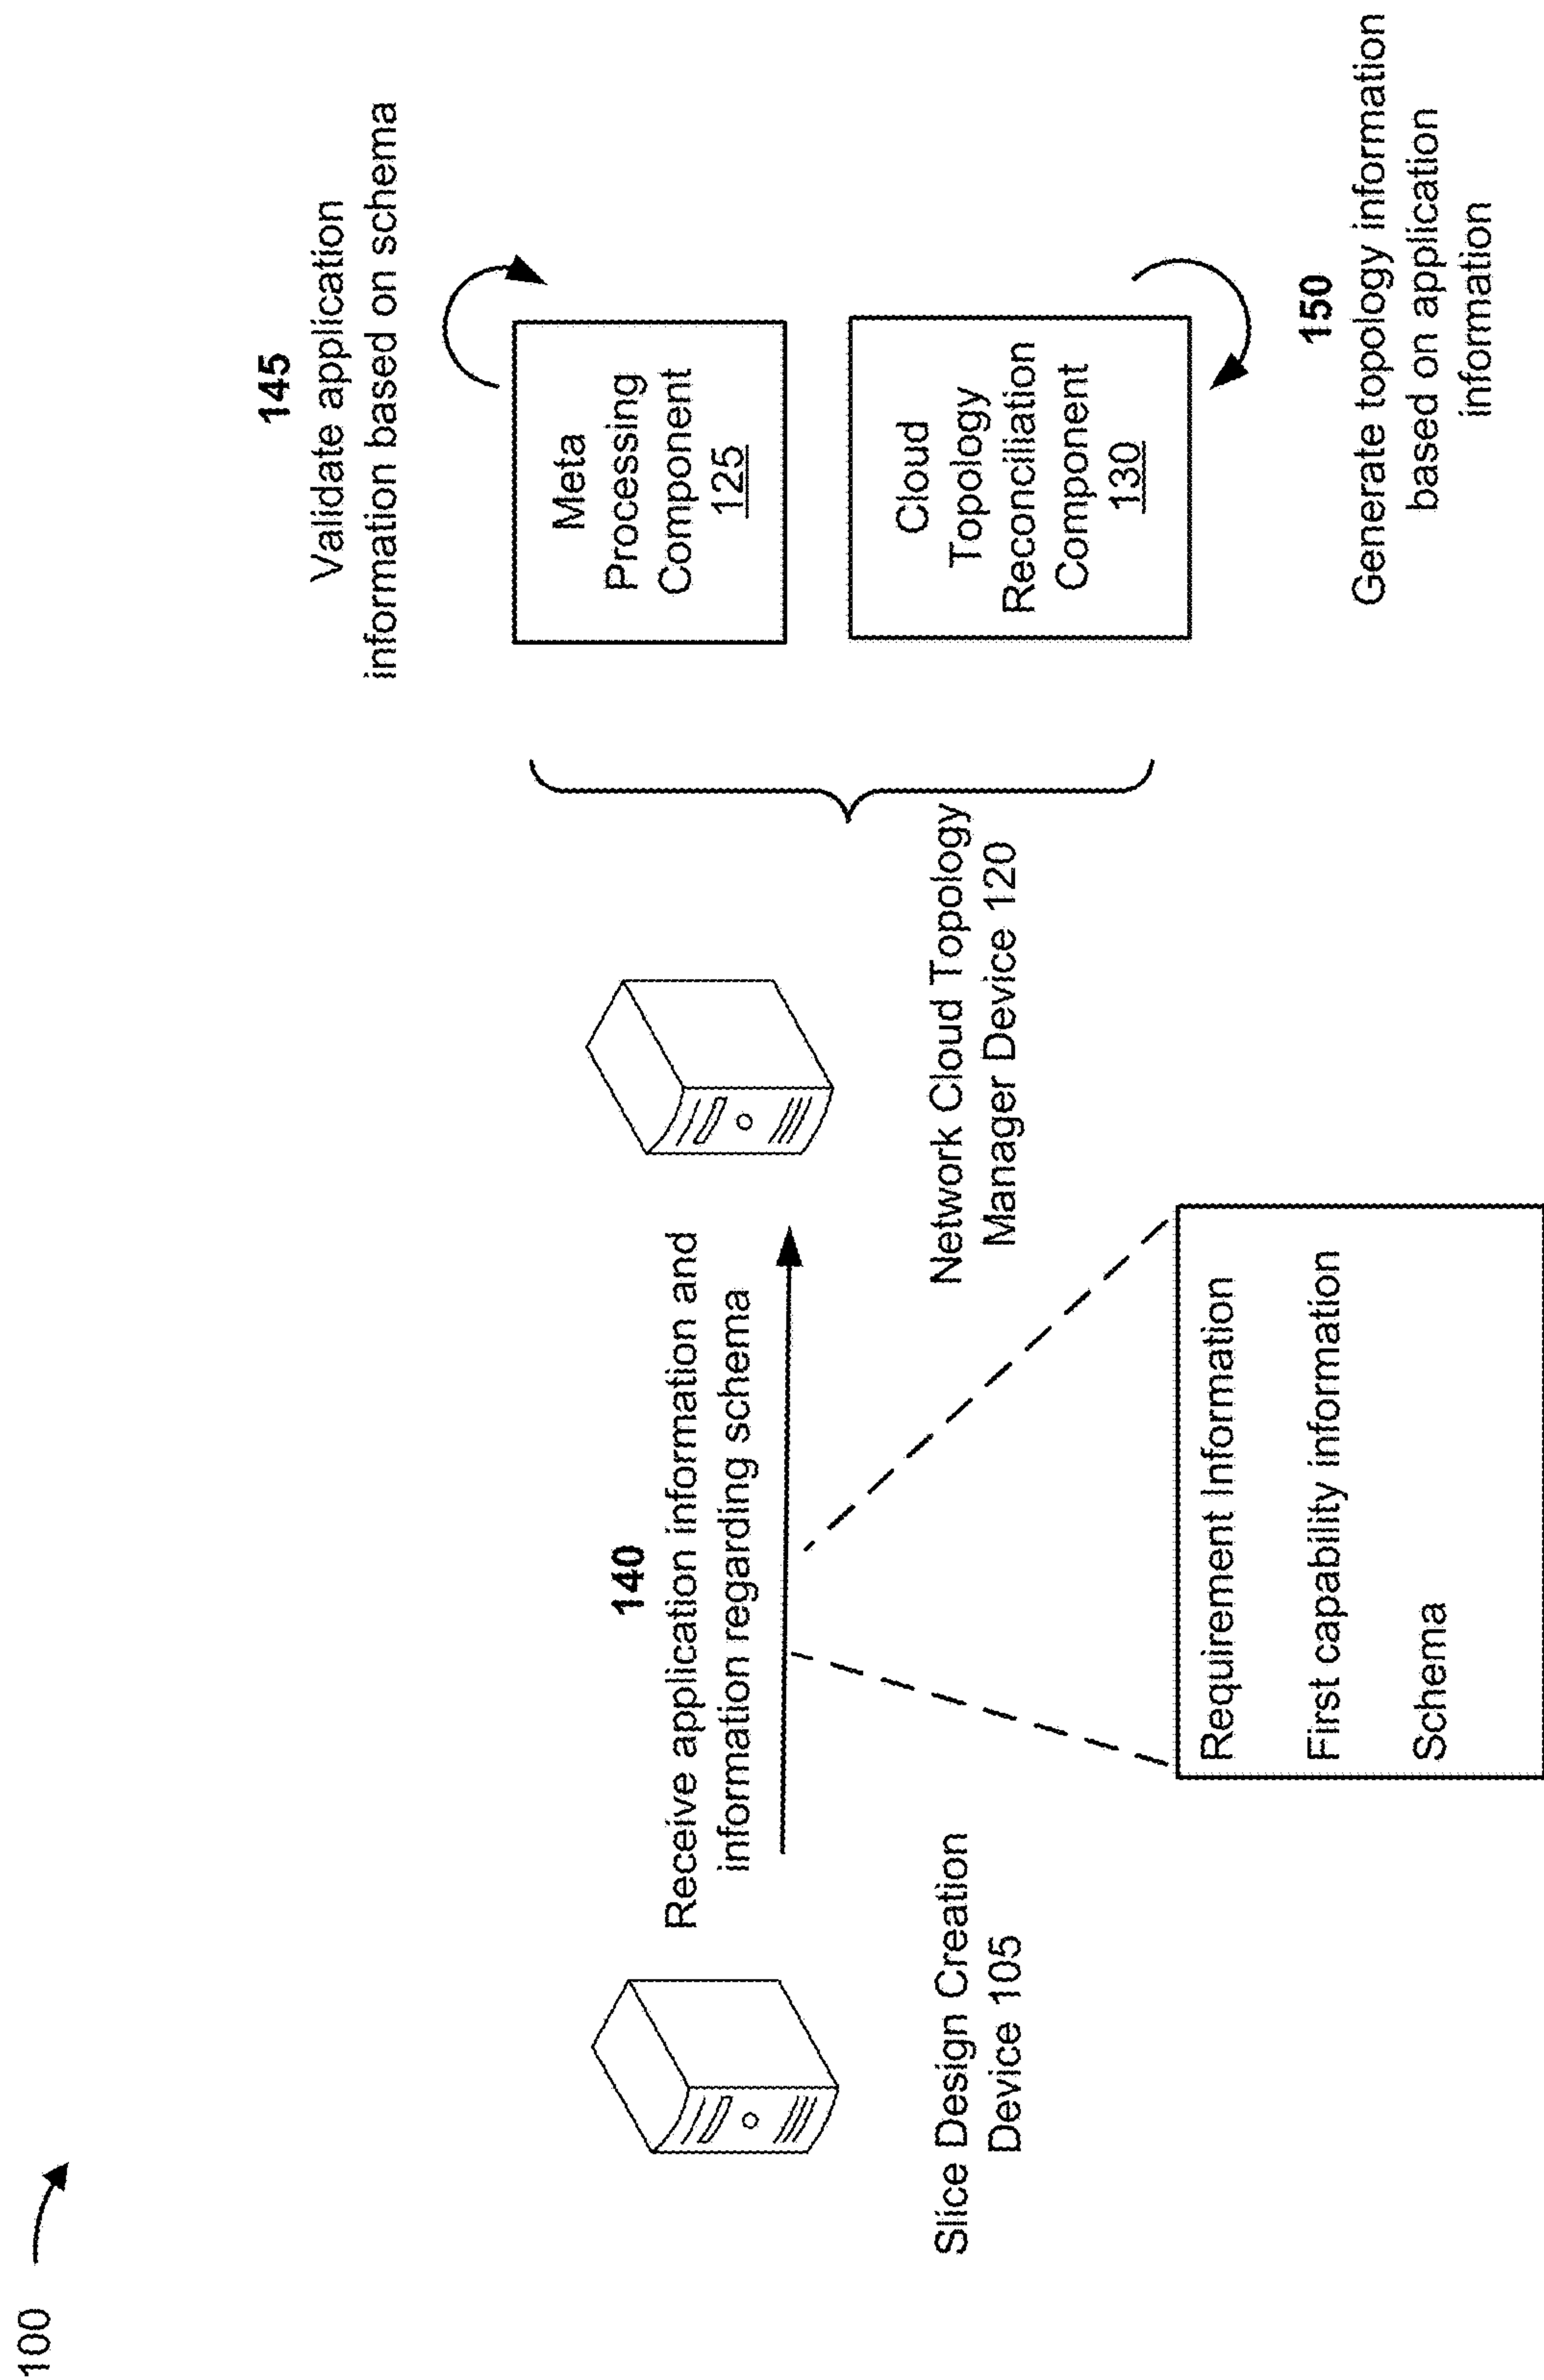 100
145
Validate application
information based on schema
140
Receive application information and
information regarding schema
Meta
Processing
Component
125
Cloud
Topology
Reconciliation
Component
130
Slice Design Creation
Device 105
Network Cloud Topology
Manager Device 120
Requirement Information
First capability information
Schema
150
Generate topology information
based on application
information